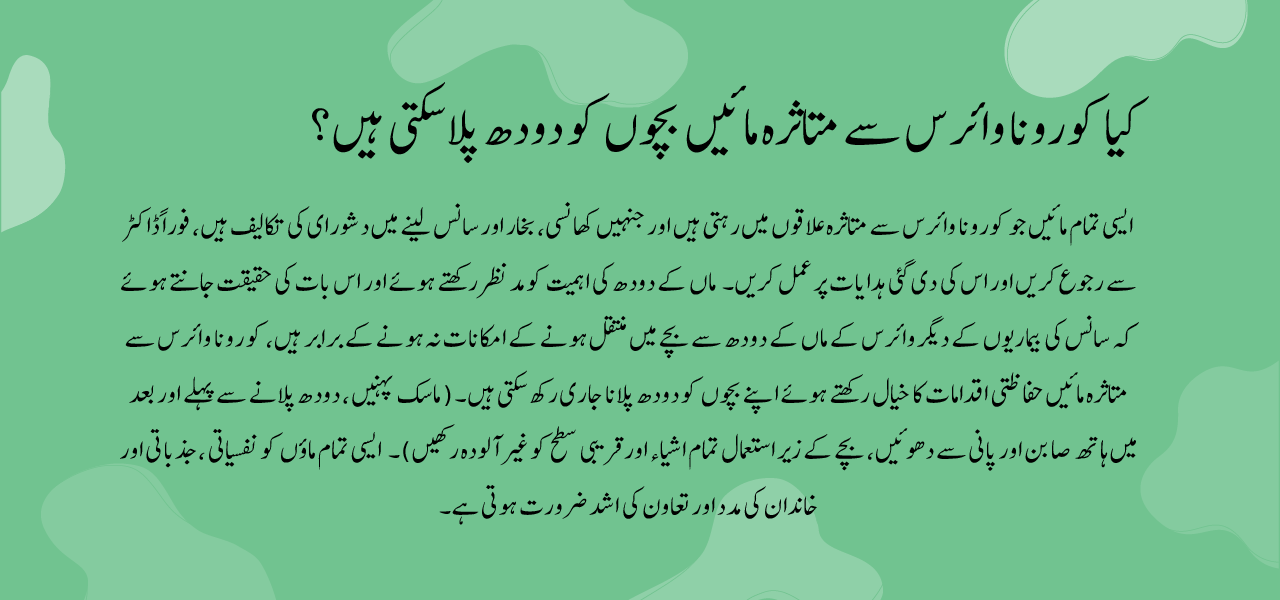 کیا کورونا وائرس سے متاثرہ مائیں بچوں کو دودھ پلاسکتی ہیں؟
ایسی تمام مائیں جو کورونا وائرس سے متاثرہ علاقوں میں رہتی ہیں اور جنہیں کھانسی، بخار اور سانس لینے میں دشورای کی تکالیف ہیں، فوراً ڈاکٹر
سے رجوع کریں اور اس کی دی گئی ہدایات پر عمل کریں۔ ماں کے دودھ کی اہمیت کو مد نظر رکھتے ہوئے اور اس بات کی حقیقت جانتے ہوئے
کہ سانس کی بیماریوں کے دیگر وائرس کے ماں کے دودھ سے بچے میں منتقل ہونے کے امکانات نہ ہونے کے برابر ہیں، کورونا وائرس سے
متاثرہ مائیں حفاظتی اقدامات کا خیال رکھتے ہوئے اپنے بچوں کو دودھ پلانا جاری رکھ سکتی ہیں۔ (ماسک پہنیں، دودھ پلانے سے پہلے اور بعد
میں ہاتھ صابن اور پانی سے دھوئیں، بچے کے زیر استعمال تمام اشیاء اور قریبی سطح کو غیر آلودہ رکھیں)۔ ایسی تمام ماؤں کو نفسیاتی، جذباتی اور
خاندان کی مدد اور تعاون کی اشد ضرورت ہوتی ہے۔